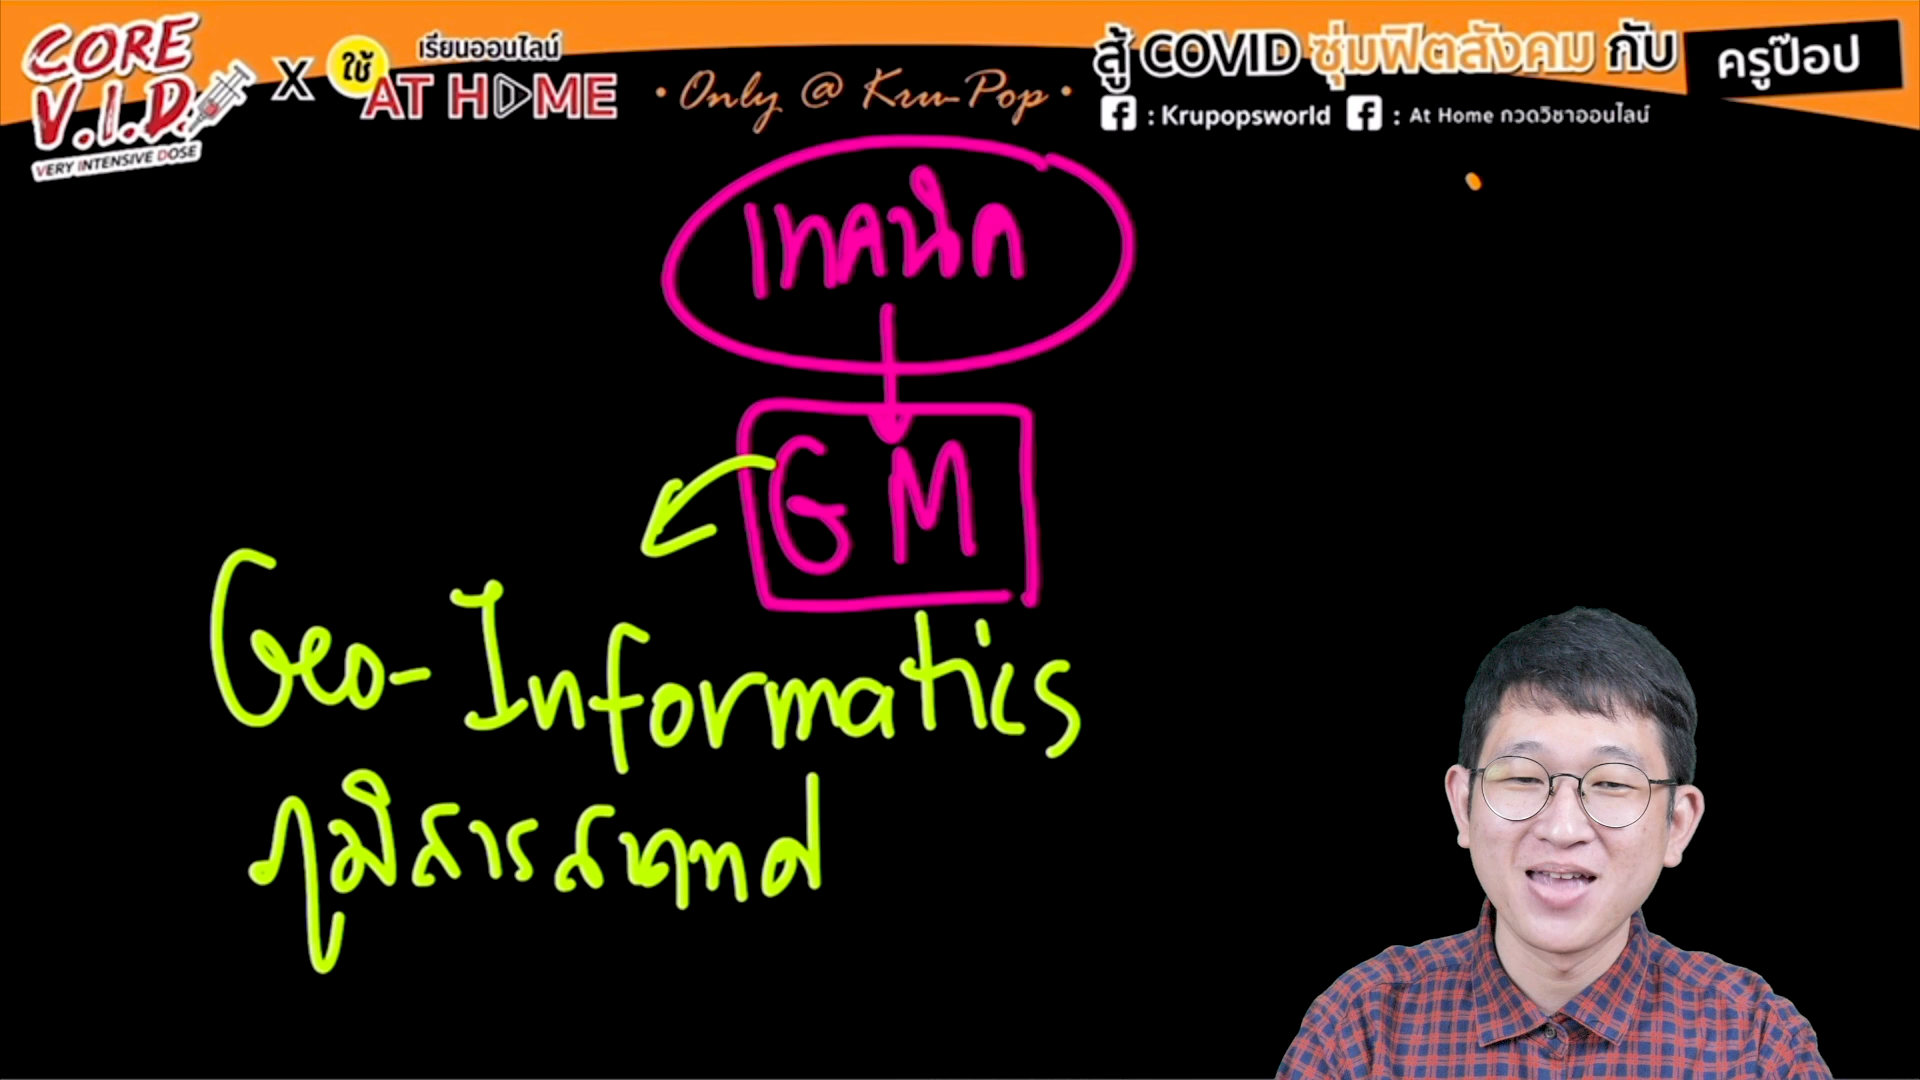 CORE
V.I.D.
VERY INTENSIVE DOSE
X
ใช้
เรียนออนไลน์
AT HOME
• Only @ Kru-Pop •
สู้ COVID ซุ่มฟิตสังคม กับ ครูป๊อป
: Krupopsworld : At Home กวดวิชาออนไลน์
เทคนิค
GM
Geo-Informatics
ภูมิสารสนเทศ